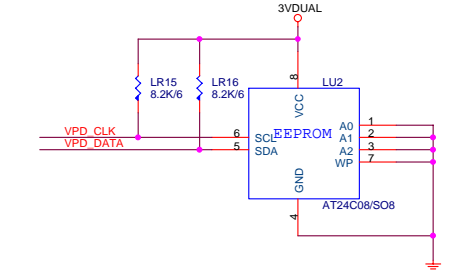 3VDUAL
LR15
8.2K/6
LR16
8.2K/6
8
LU2
VCC
VPD_CLK
VPD_DATA
6
5
SCL
SDA
EEPROM
A0
A1
A2
WP
1
2
3
7
GND
4
AT24C08/SO8